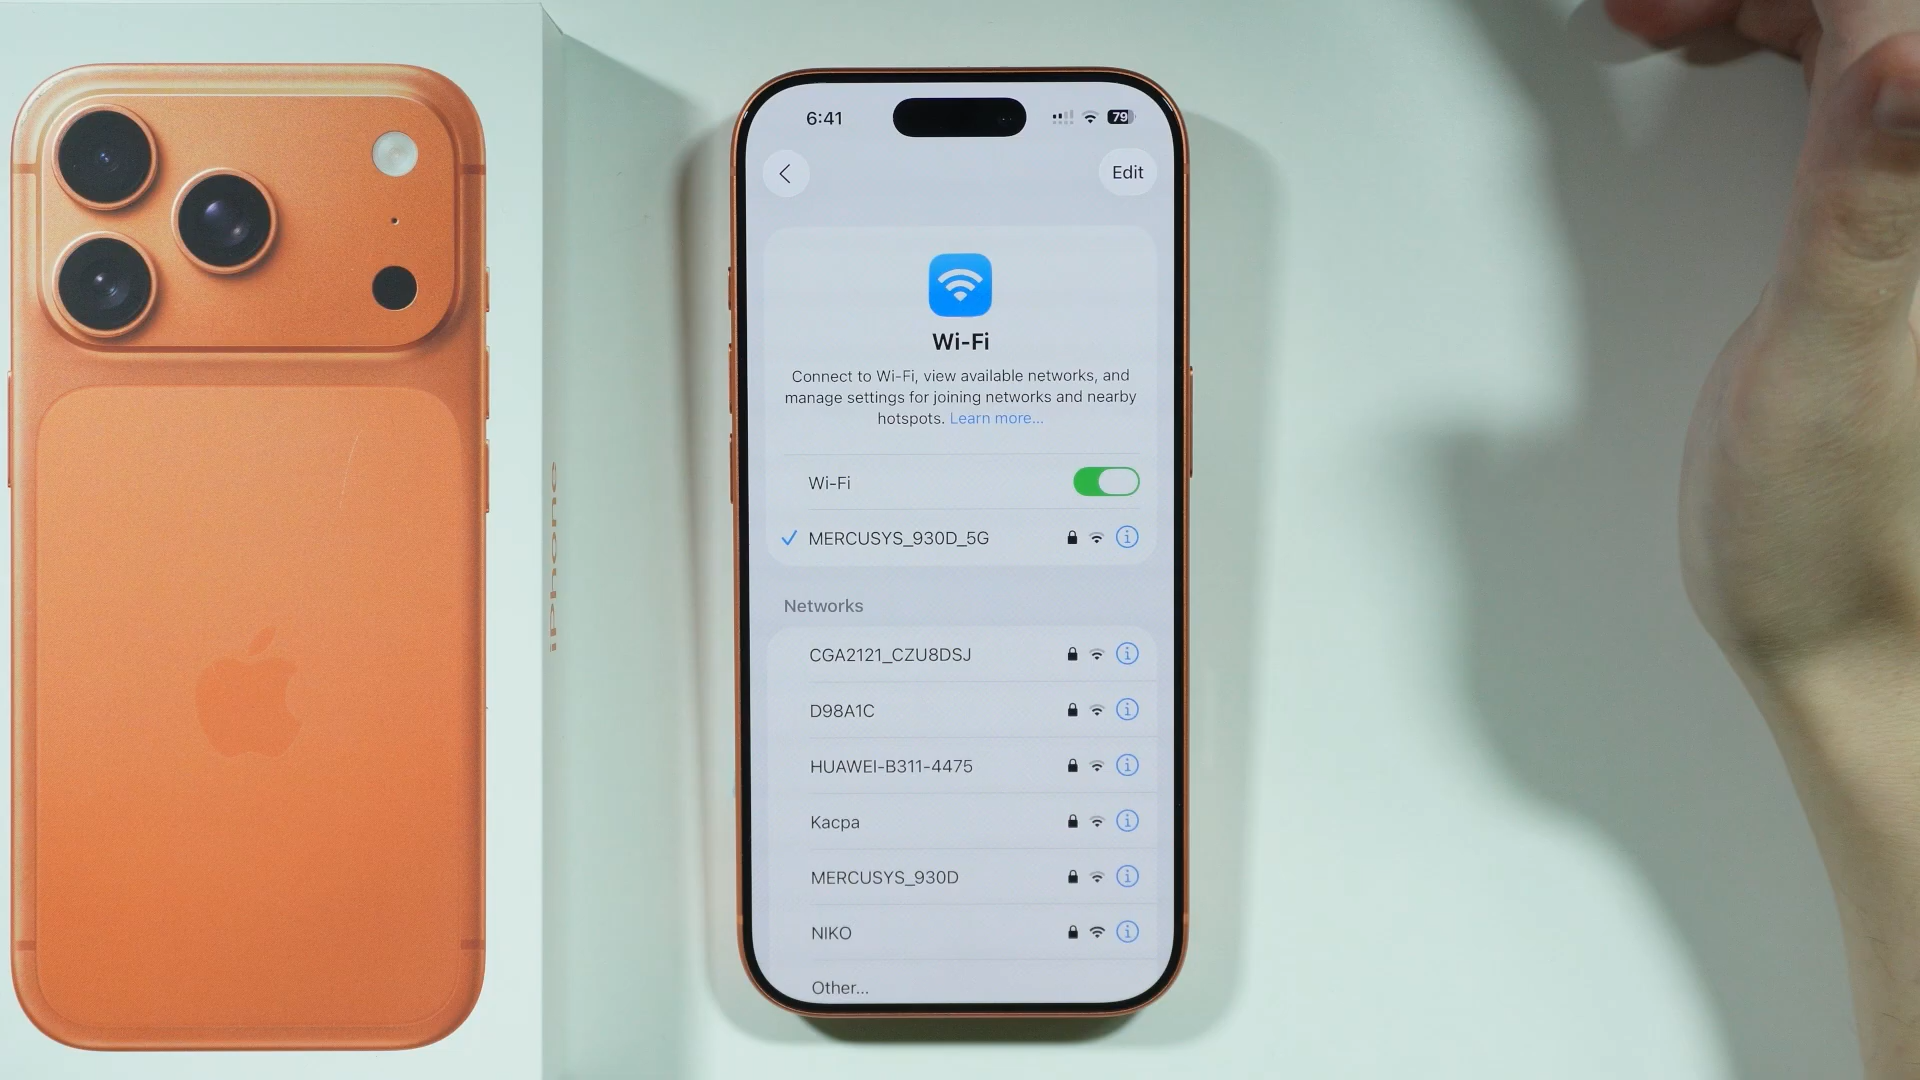 iPhone
6:41
79
Edit
Wi-Fi
Connect to Wi-Fi, view available networks, and
manage settings for joining networks and nearby
hotspots. Learn more...
Wi-Fi
MERCUSYS_930D_5G
Networks
CGA2121_CZU8DSJ
D98A1C
HUAWEI-B311-4475
Kacpa
MERCUSYS_930D
NIKO
Other...